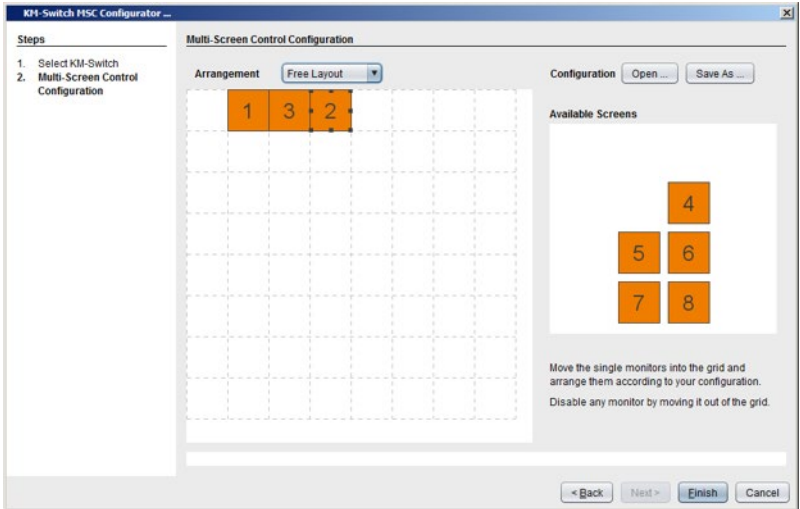 KM-Switch MSC Configurator ...
Steps
1. Select KM-Switch
2. Multi-Screen Control
Configuration
Multi-Screen Control Configuration
Arrangement Free Layout
Configuration Open ... Save As ...
1 3 2
Available Screens
4
5 6
7 8
Move the single monitors into the grid and
arrange them according to your configuration.
Disable any monitor by moving it out of the grid.
< Back Next > Finish Cancel